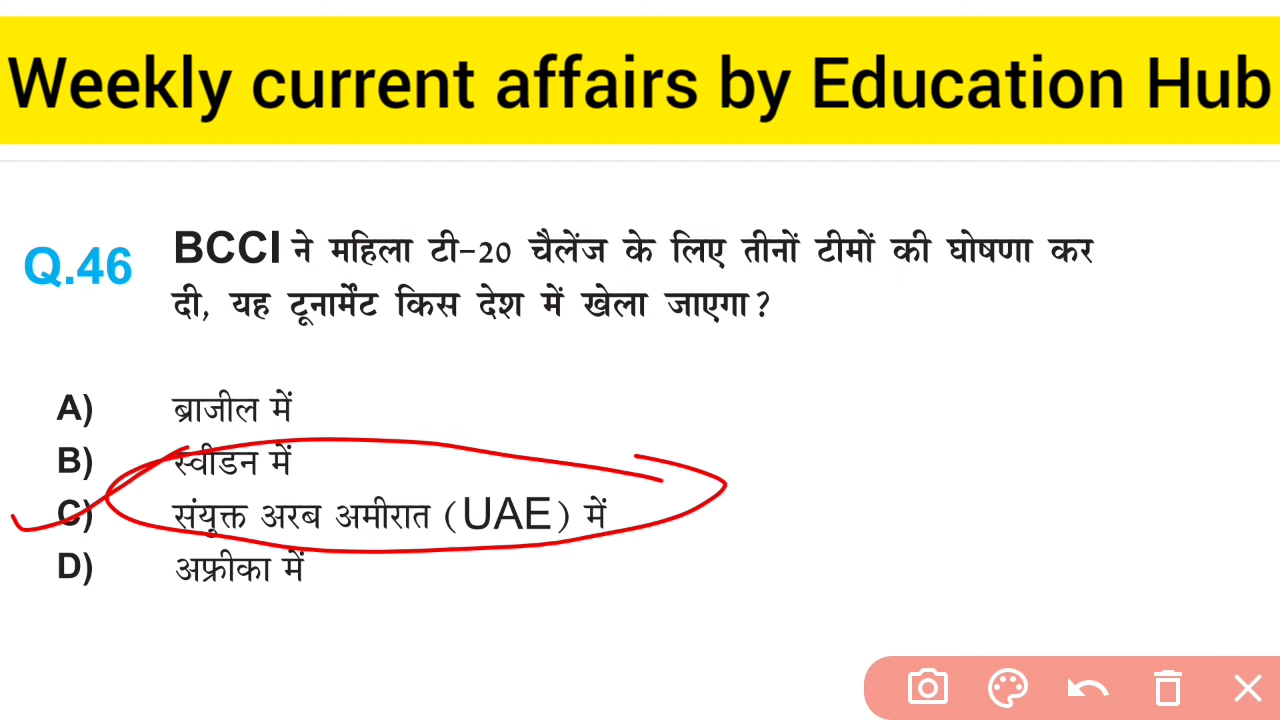 Weekly current affairs by Education Hub
Q.46 BCCI ने महिला टी-20 चैलेंज के लिए तीनों टीमों की घोषणा कर
दी, यह टूनार्मेंट किस देश में खेला जाएगा?
A) ब्राजील में
B) स्वीडन में
C) संयुक्त अरब अमीरात (UAE) में
D) अफ्रीका में